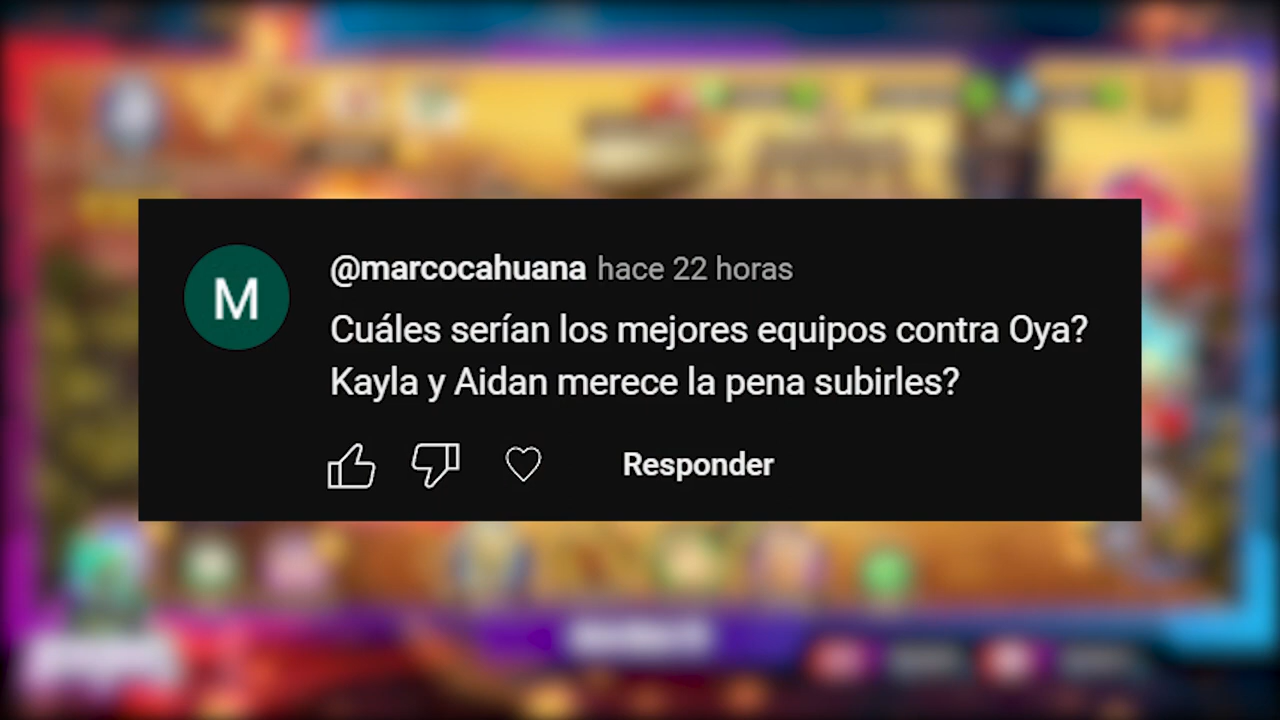 M
@marcocahuana hace 22 horas
Cuáles serían los mejores equipos contra Oya?
Kayla y Aidan merece la pena subirles?
Responder